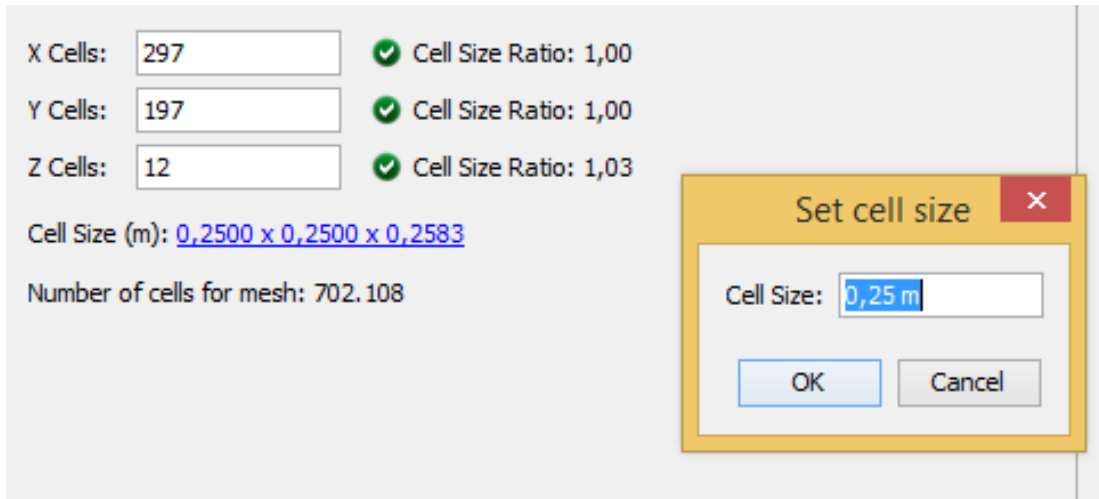 X Cells: 297 Cell Size Ratio: 1,00
Y Cells: 197 Cell Size Ratio: 1,00
Z Cells: 12 Cell Size Ratio: 1,03
Cell Size (m): 0,2500 x 0,2500 x 0,2583
Number of cells for mesh: 702.108
Set cell size
Cell Size: 0,25 m
OK Cancel